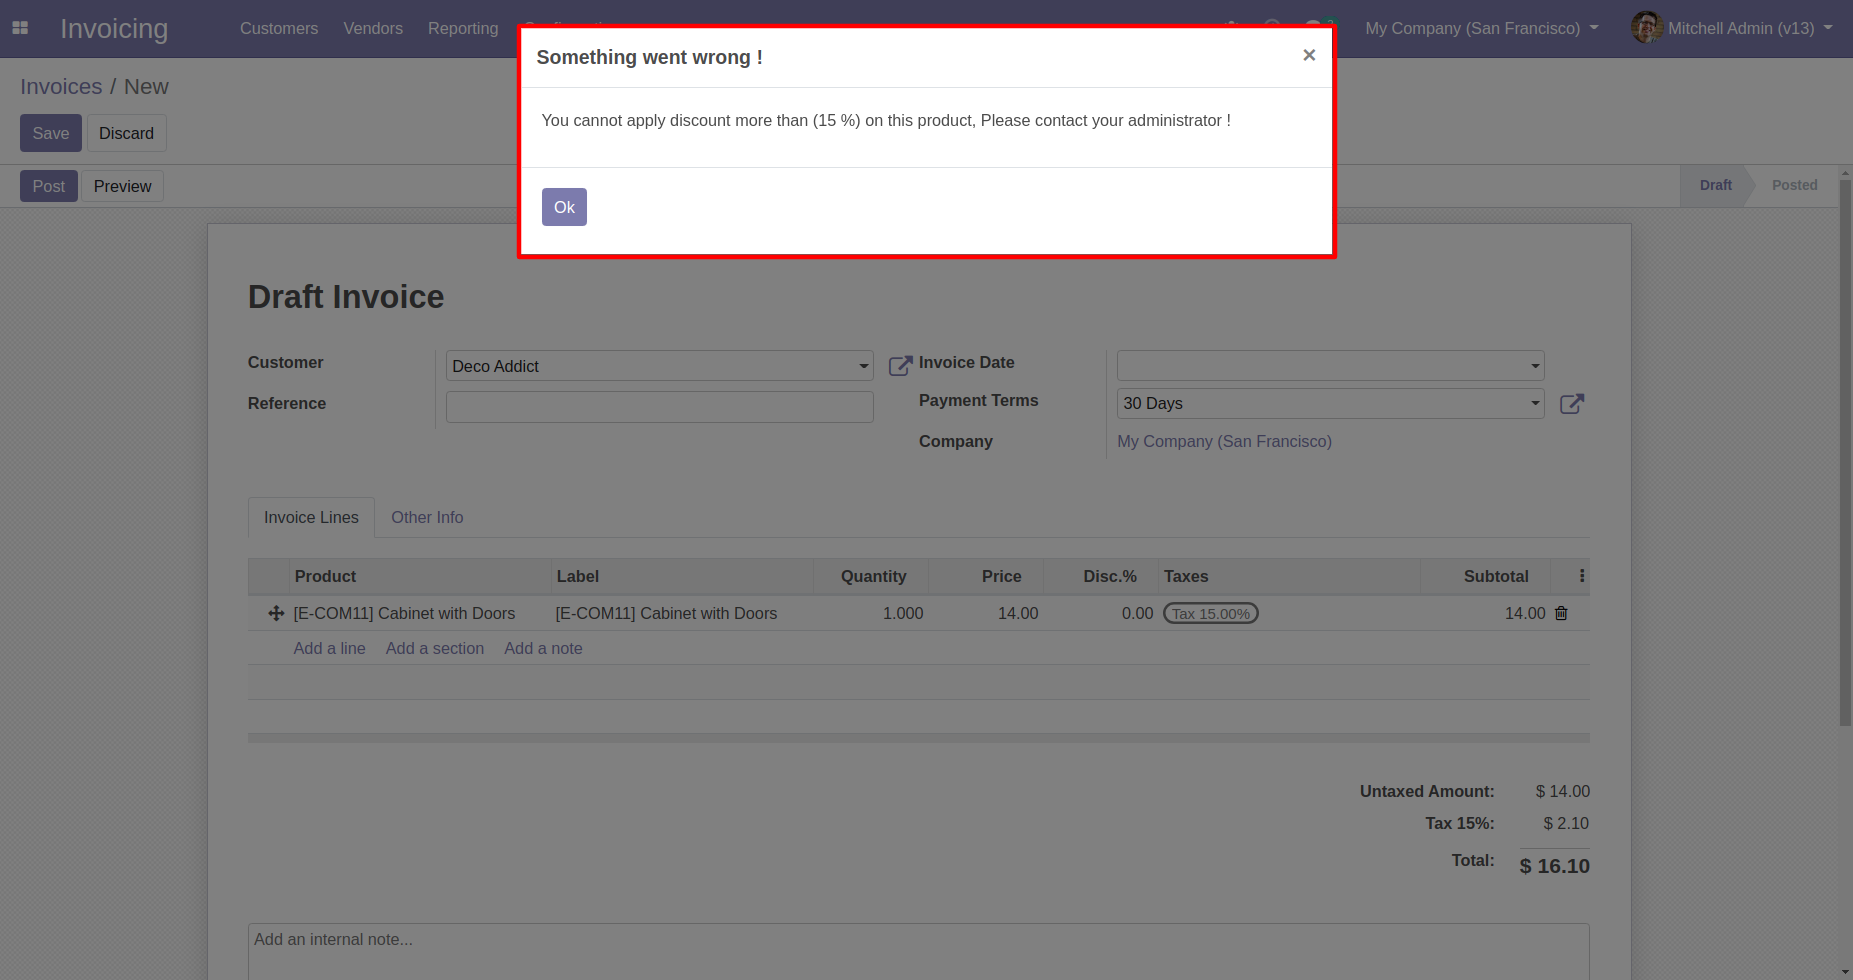 Invoicing Customers Vendors Reporting My Company (San Francisco) Mitchell Admin (v13)
Something went wrong ! ×
You cannot apply discount more than (15 %) on this product, Please contact your administrator !
Ok
Invoices / New
Save Discard
Post Preview Draft Posted
Draft Invoice
Customer Deco Addict Invoice Date
Reference Payment Terms 30 Days
Company My Company (San Francisco)
Invoice Lines Other Info
Product Label Quantity Price Disc.% Taxes Subtotal
[E-COM11] Cabinet with Doors [E-COM11] Cabinet with Doors 1.000 14.00 0.00 Tax 15.00% 14.00
Add a line Add a section Add a note
Untaxed Amount: $ 14.00
Tax 15%: $ 2.10
Total: $ 16.10
Add an internal note...